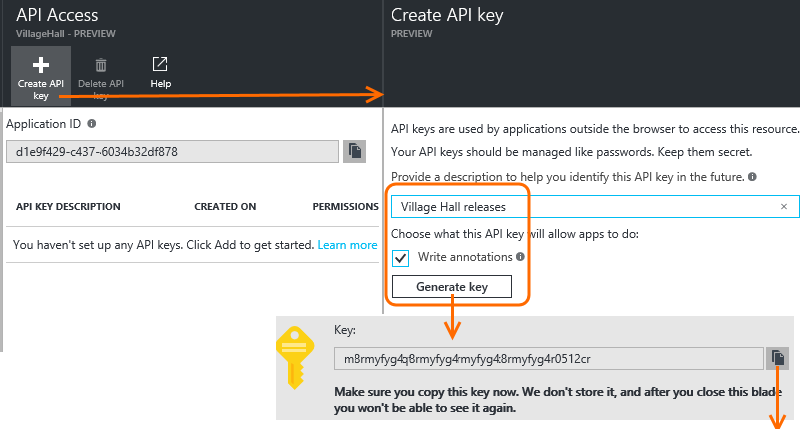 API Access
VillageHall - PREVIEW
Create API key
Delete API key
Help
Application ID
d1e9f429-c437-6034b32df878
API KEY DESCRIPTION CREATED ON PERMISSIONS
You haven't set up any API keys. Click Add to get started. Learn more
Create API key
PREVIEW
API keys are used by applications outside the browser to access this resource.
Your API keys should be managed like passwords. Keep them secret.
Provide a description to help you identify this API key in the future.
Village Hall releases
Choose what this API key will allow apps to do:
Write annotations
Generate key
Key:
m8rmyfyg4q8rmyfyg4rmyfyg48rmyfyg4r0512cr
Make sure you copy this key now. We don't store it, and after you close this blade
you won't be able to see it again.